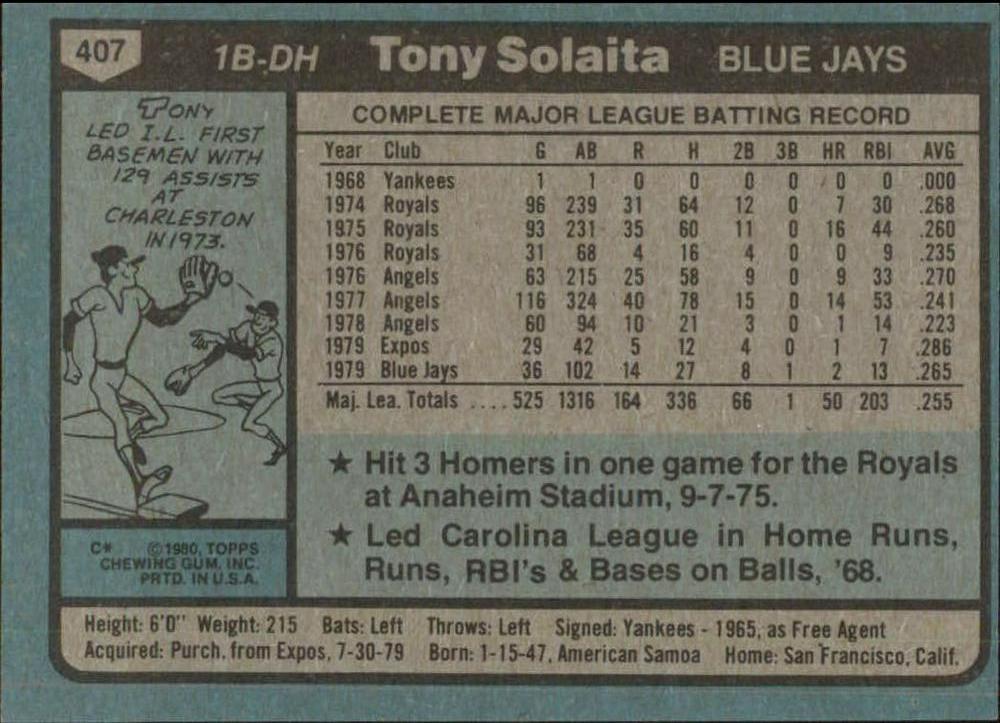 407 1B-DH Tony Solaita BLUE JAYS
TONY
LED I.L. FIRST
BASEMEN WITH
129 ASSISTS
AT
CHARLESTON
IN 1973.
COMPLETE MAJOR LEAGUE BATTING RECORD
Year Club G AB R H 2B 3B HR RBI AVG
1968 Yankees 1 1 0 0 0 0 0 0 .000
1974 Royals 96 239 31 64 12 0 7 30 .268
1975 Royals 93 231 35 60 11 0 16 44 .260
1976 Royals 31 68 4 16 4 0 0 9 .235
1976 Angels 63 215 25 58 9 0 9 33 .270
1977 Angels 116 324 40 78 15 0 14 53 .241
1978 Angels 60 94 10 21 3 0 1 14 .223
1979 Expos 29 42 5 12 4 0 1 7 .286
1979 Blue Jays 36 102 14 27 8 1 2 13 .265
Maj. Lea. Totals .... 525 1316 164 336 66 1 50 203 .255
★ Hit 3 Homers in one game for the Royals
at Anaheim Stadium, 9-7-75.
★ Led Carolina League in Home Runs,
Runs, RBI's & Bases on Balls, '68.
C* ©1980, TOPPS
CHEWING GUM, INC.
PRTD. IN U.S.A.
Height: 6'0" Weight: 215 Bats: Left Throws: Left Signed: Yankees - 1965, as Free Agent
Acquired: Purch. from Expos, 7-30-79 Born: 1-15-47, American Samoa Home: San Francisco, Calif.